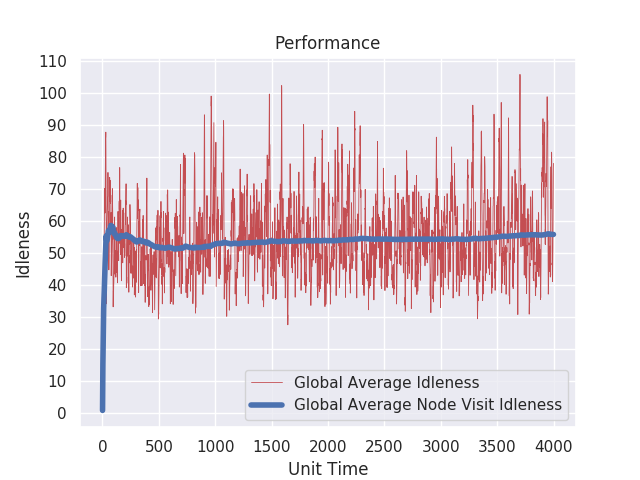 Performance
Idleness
110
100
90
80
70
60
50
40
30
20
10
0
Global Average Idleness
Global Average Node Visit Idleness
0 500 1000 1500 2000 2500 3000 3500 4000
Unit Time